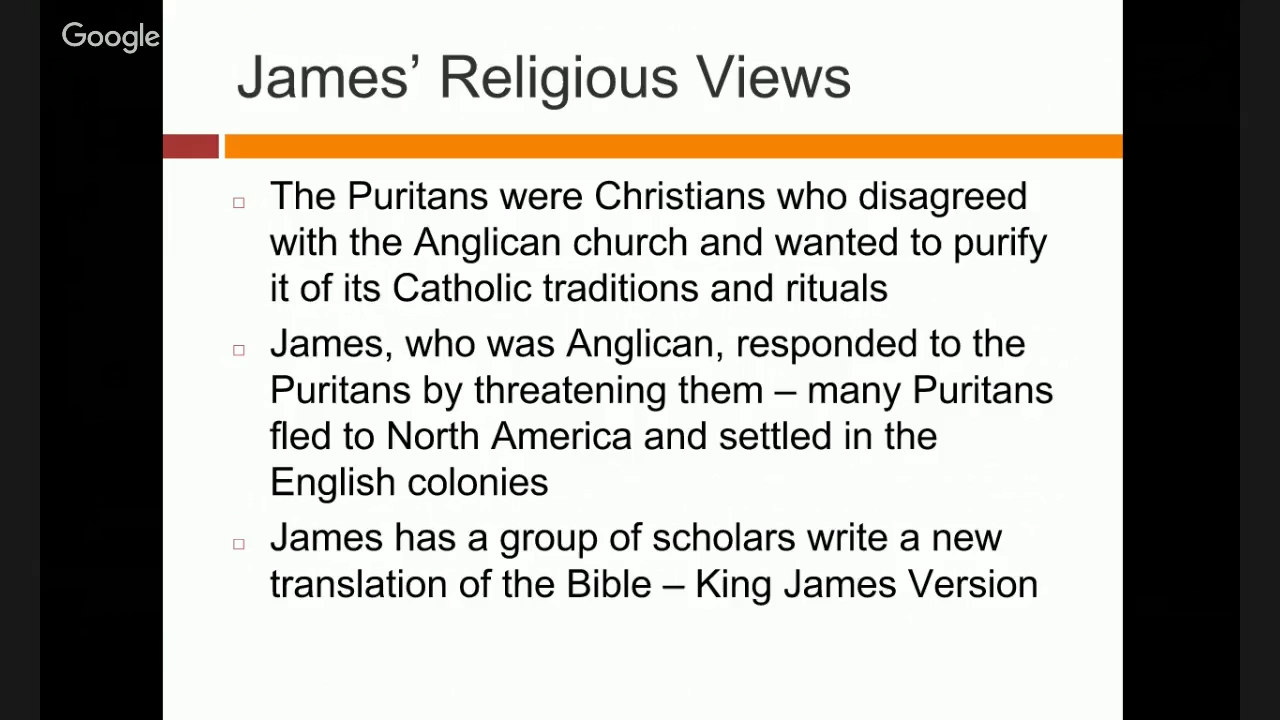 Google
James’ Religious Views
The Puritans were Christians who disagreed
with the Anglican church and wanted to purify
it of its Catholic traditions and rituals
James, who was Anglican, responded to the
Puritans by threatening them – many Puritans
fled to North America and settled in the
English colonies
James has a group of scholars write a new
translation of the Bible – King James Version